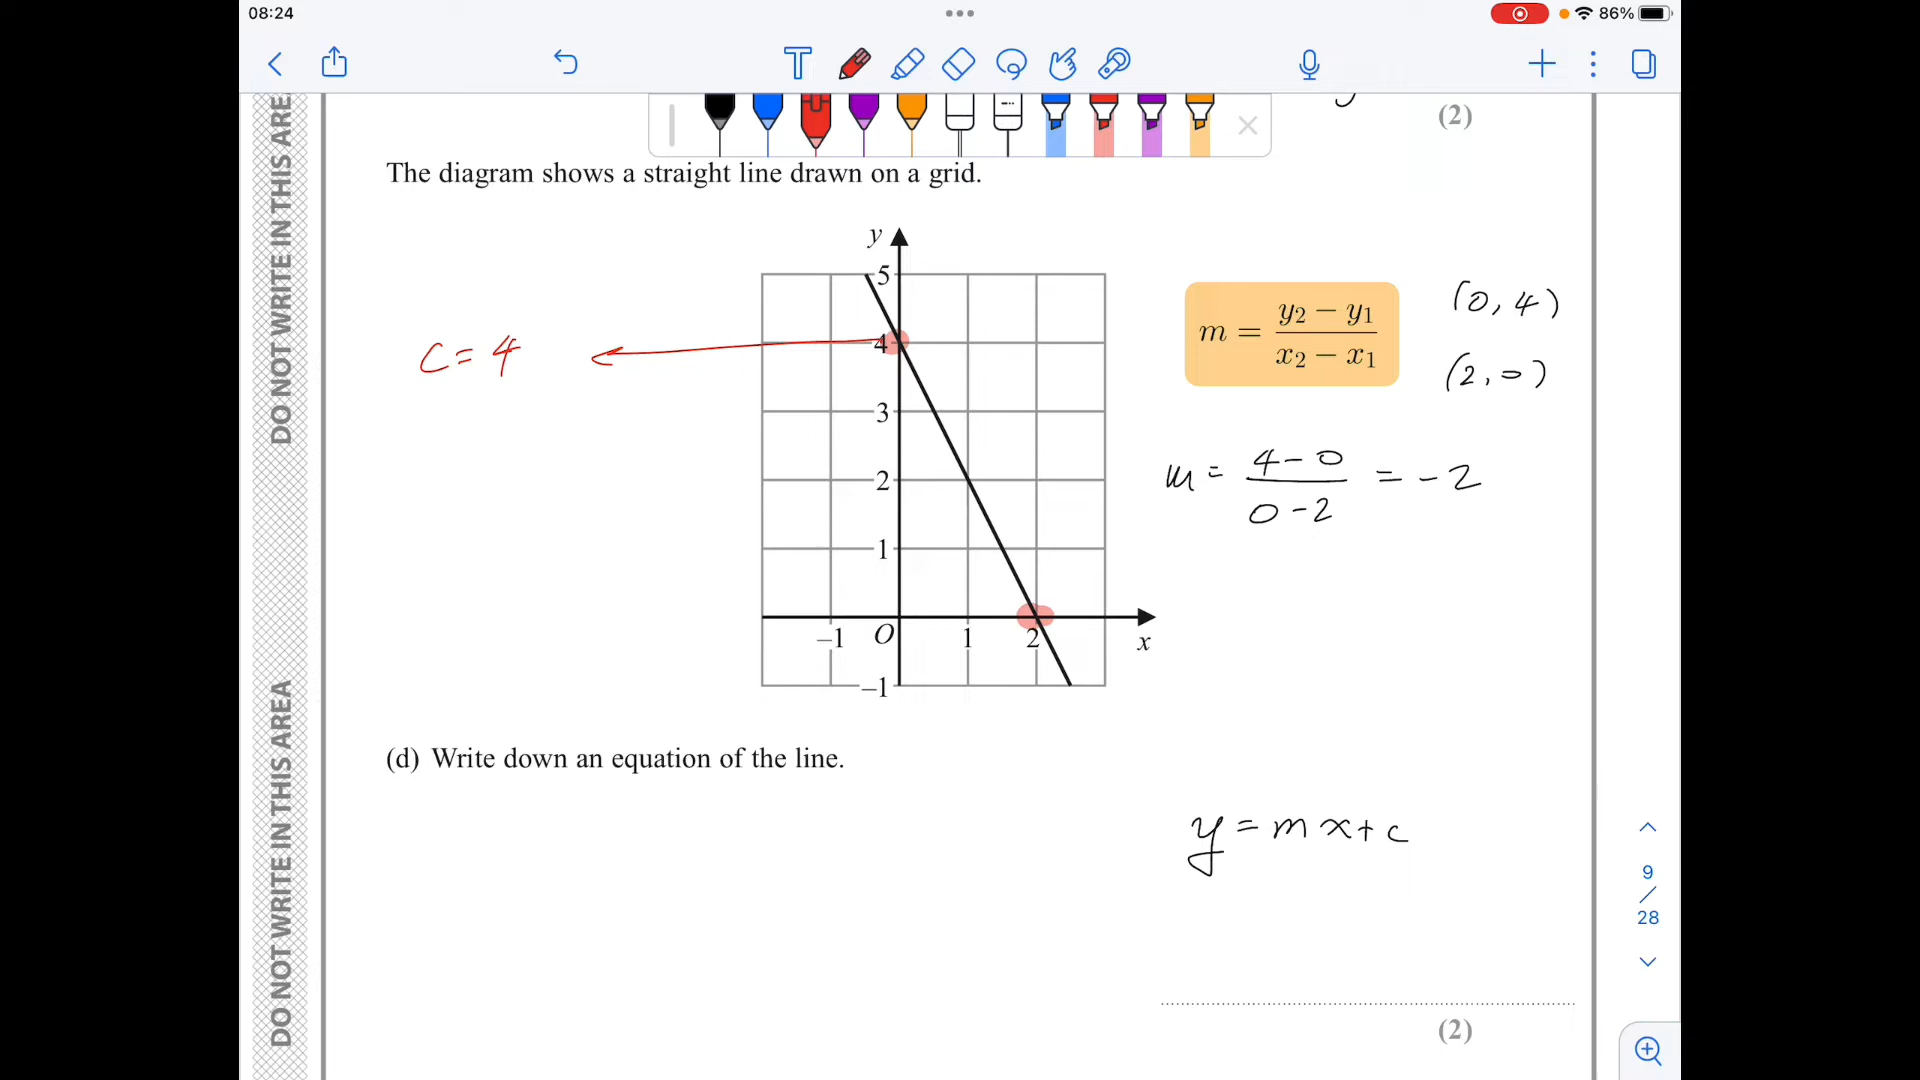 08:24
86%
T
(2)
The diagram shows a straight line drawn on a grid.
y
5
4
3
2
1
–1 O 1 2 x
–1
c = 4
m = y2 − y1 / x2 − x1
(0, 4)
(2, 0)
m = 4 - 0 / 0 - 2 = - 2
(d) Write down an equation of the line.
y = mx + c
(2)
9
/
28
DO NOT WRITE IN THIS AREA
DO NOT WRITE IN THIS AREA